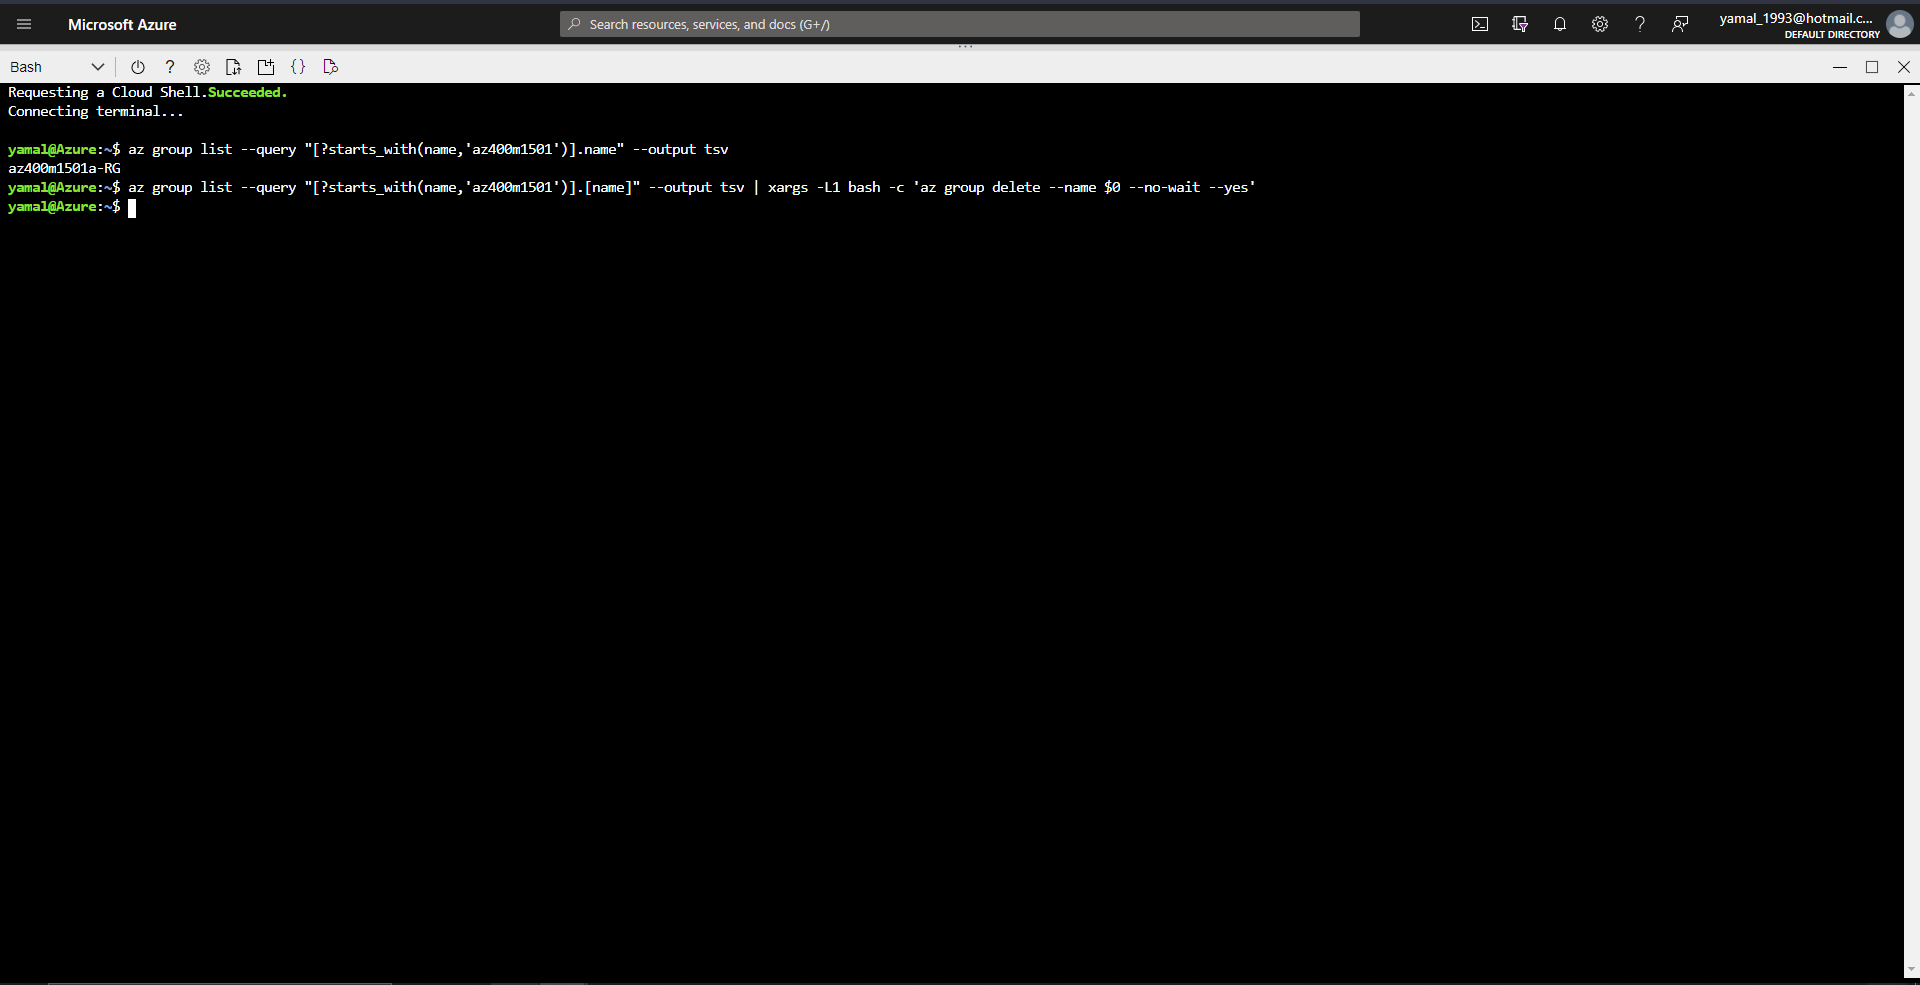 Microsoft Azure
Search resources, services, and docs (G+/)
yamal_1993@hotmail.c...
DEFAULT DIRECTORY
Bash
Requesting a Cloud Shell.Succeeded.
Connecting terminal...
yamal@Azure:~$ az group list --query "[?starts_with(name,'az400m1501')].name" --output tsv
az400m1501a-RG
yamal@Azure:~$ az group list --query "[?starts_with(name,'az400m1501')].[name]" --output tsv | xargs -L1 bash -c 'az group delete --name $0 --no-wait --yes'
yamal@Azure:~$